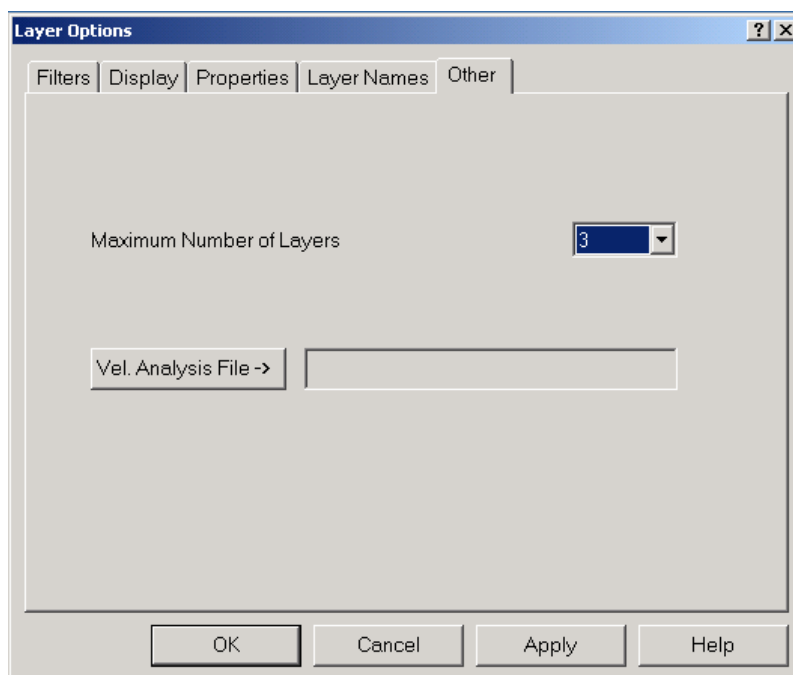 Layer Options
Filters Display Properties Layer Names Other
Maximum Number of Layers 3
Vel. Analysis File ->
OK Cancel Apply Help